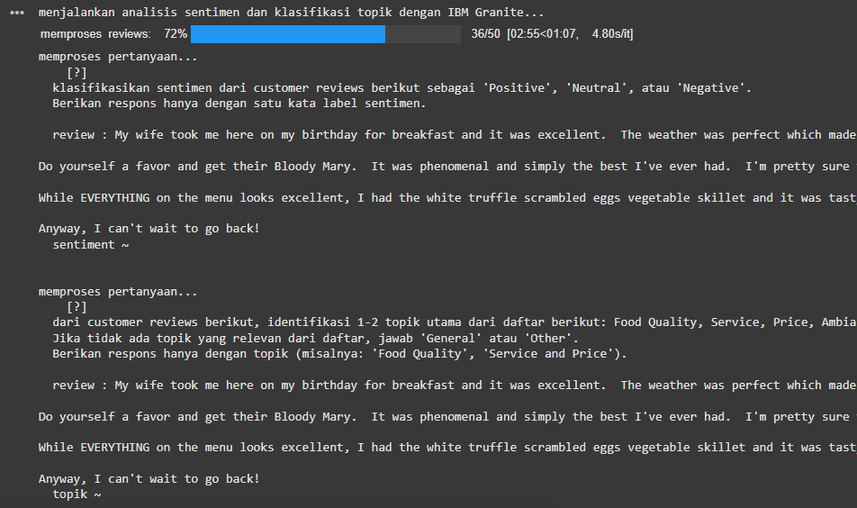 menjalankan analisis sentimen dan klasifikasi topik dengan IBM Granite...
memproses reviews: 72% 36/50 [02:55<01:07, 4.80s/it]
memproses pertanyaan...
[?]
klasifikasikan sentimen dari customer reviews berikut sebagai 'Positive', 'Neutral', atau 'Negative'.
Berikan respons hanya dengan satu kata label sentimen.
review : My wife took me here on my birthday for breakfast and it was excellent. The weather was perfect which made
Do yourself a favor and get their Bloody Mary. It was phenomenal and simply the best I've ever had. I'm pretty sure
While EVERYTHING on the menu looks excellent, I had the white truffle scrambled eggs vegetable skillet and it was tast
Anyway, I can't wait to go back!
sentiment ~
memproses pertanyaan...
[?]
dari customer reviews berikut, identifikasi 1-2 topik utama dari daftar berikut: Food Quality, Service, Price, Ambia
Jika tidak ada topik yang relevan dari daftar, jawab 'General' atau 'Other'.
Berikan respons hanya dengan topik (misalnya: 'Food Quality', 'Service and Price').
review : My wife took me here on my birthday for breakfast and it was excellent. The weather was perfect which made
Do yourself a favor and get their Bloody Mary. It was phenomenal and simply the best I've ever had. I'm pretty sure
While EVERYTHING on the menu looks excellent, I had the white truffle scrambled eggs vegetable skillet and it was tast
Anyway, I can't wait to go back!
topik ~